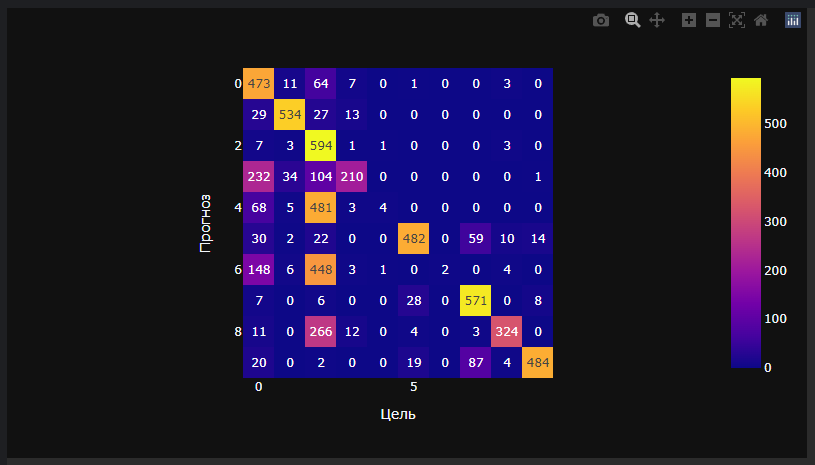 0 473 11 64 7 0 1 0 0 3 0
29 534 27 13 0 0 0 0 0 0
2 7 3 594 1 1 0 0 0 3 0
232 34 104 210 0 0 0 0 0 1
4 68 5 481 3 4 0 0 0 0 0
30 2 22 0 0 482 0 59 10 14
6 148 6 448 3 1 0 2 0 4 0
7 0 6 0 0 28 0 571 0 8
8 11 0 266 12 0 4 0 3 324 0
20 0 2 0 0 19 0 87 4 484
0 5
Цель
Прогноз
500
400
300
200
100
0